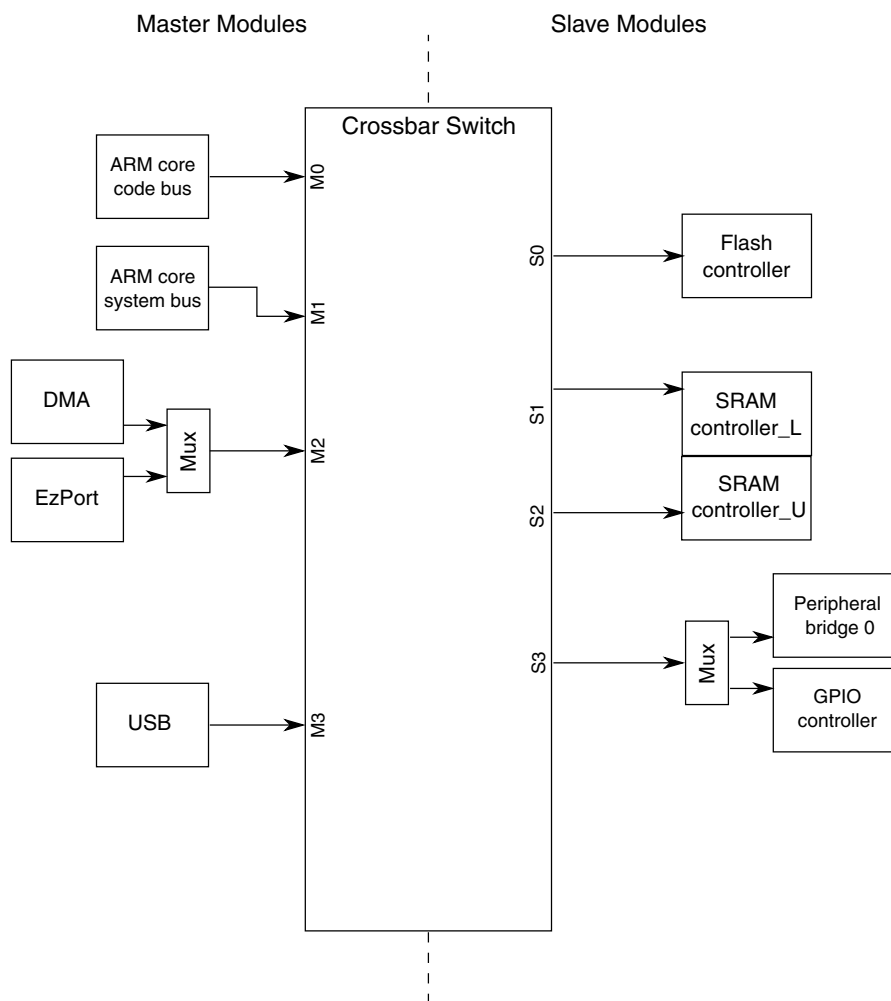 Master Modules
Slave Modules
Crossbar Switch
ARM core
code bus
M0
ARM core
system bus
M1
DMA
EzPort
Mux
M2
USB
M3
S0
Flash
controller
S1
SRAM
controller_L
S2
SRAM
controller_U
S3
Mux
Peripheral
bridge 0
GPIO
controller